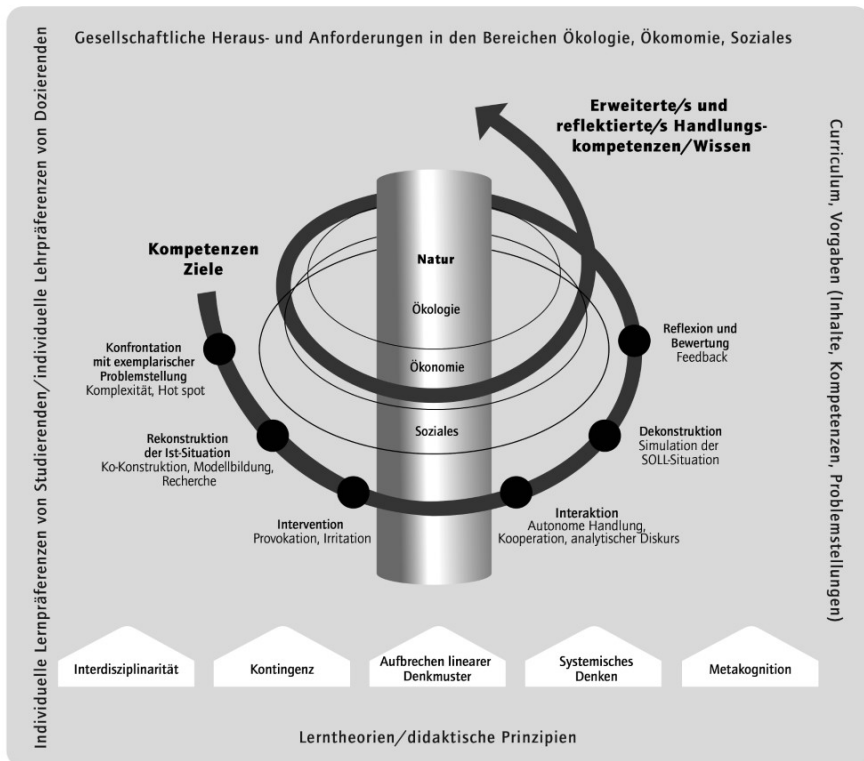 Gesellschaftliche Heraus- und Anforderungen in den Bereichen Ökologie, Ökomomie, Soziales
Individuelle Lernpräferenzen von Studierenden/individuelle Lehrpräferenzen von Dozierenden
Erweiterte/s und
reflektierte/s Handlungs-
kompetenzen/Wissen
Kompetenzen
Ziele
Natur
Ökologie
Ökonomie
Soziales
Konfrontation
mit exemplarischer
Problemstellung
Komplexität, Hot spot
Rekonstruktion
der Ist-Situation
Ko-Konstruktion, Modellbildung,
Recherche
Intervention
Provokation, Irritation
Interaktion
Autonome Handlung,
Kooperation, analytischer Diskurs
Dekonstruktion
Simulation der
SOLL-Situation
Reflexion und
Bewertung
Feedback
Curriculum, Vorgaben (Inhalte, Kompetenzen, Problemstellungen)
Interdisziplinarität
Kontingenz
Aufbrechen linearer
Denkmuster
Systemisches
Denken
Metakognition
Lerntheorien/didaktische Prinzipien